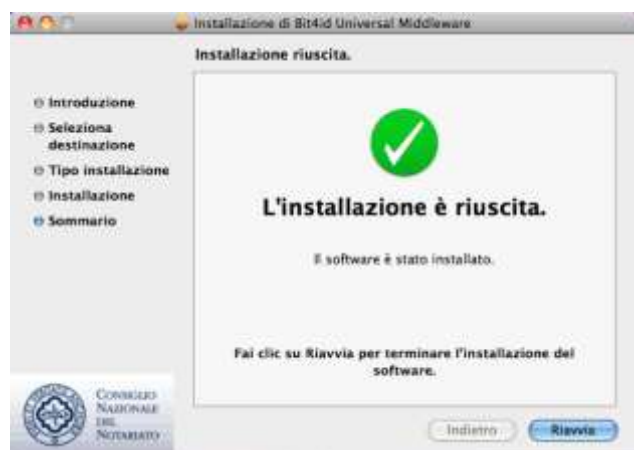 Installazione di Bit4id Universal Middleware
Installazione riuscita.
Introduzione
Seleziona
destinazione
Tipo installazione
Installazione
Sommario
L'installazione è riuscita.
Il software è stato installato.
Fai clic su Riavvia per terminare l'installazione del
software.
CONSIGLIO
NAZIONALE
DEL
NOTARIATO
Indietro
Riavvia